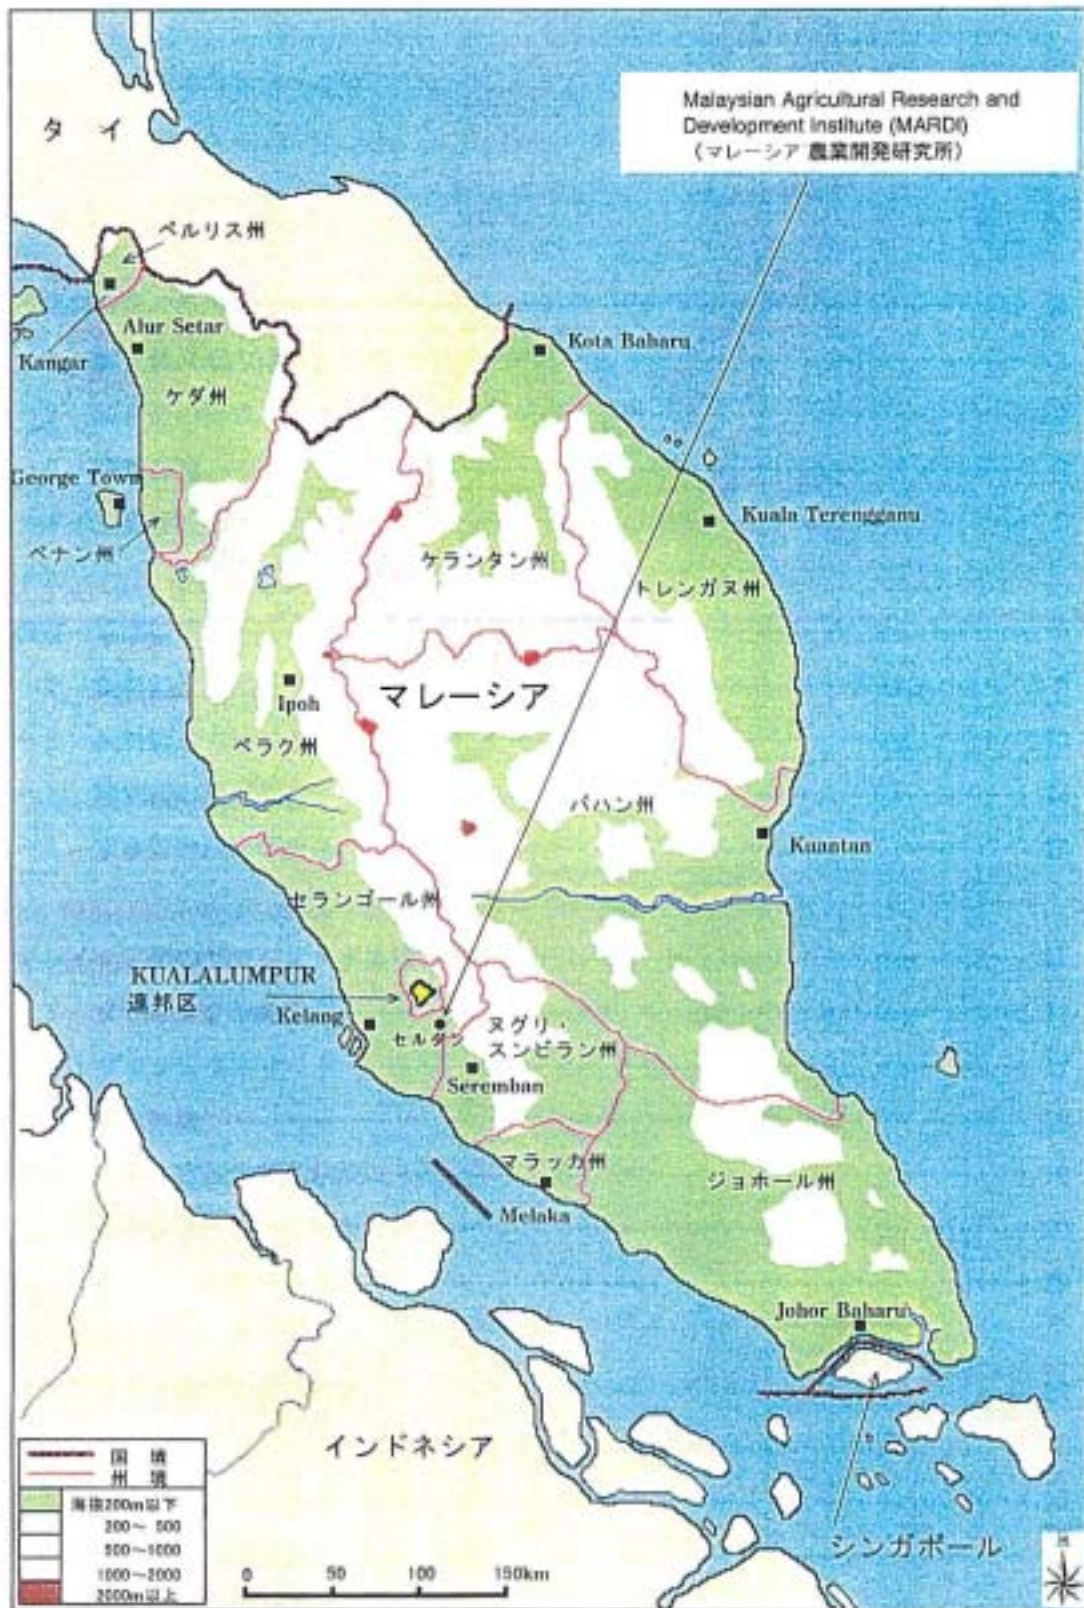 Malaysian Agricultural Research and
Development Institute (MARDI)
(マレーシア 農業開発研究所)
タイ
ペルリス州
Alur Setar
Kangar
Kota Baharu
ケダ州
George Town
Kuala Terengganu
ペナン州
ケランタン州
トレンガヌ州
マレーシア
Ipoh
ペラク州
パハン州
Kuantan
セランゴール州
KUALALUMPUR
連邦区
Kelang
セルダン
ヌグリ・
スンビラン州
Seremban
マラッカ州
ジョホール州
Melaka
Johor Baharu
インドネシア
シンガポール
国 境
州 境
海抜200m以下
200～ 500
500～1000
1000～2000
2000m以上
0 50 100 150km